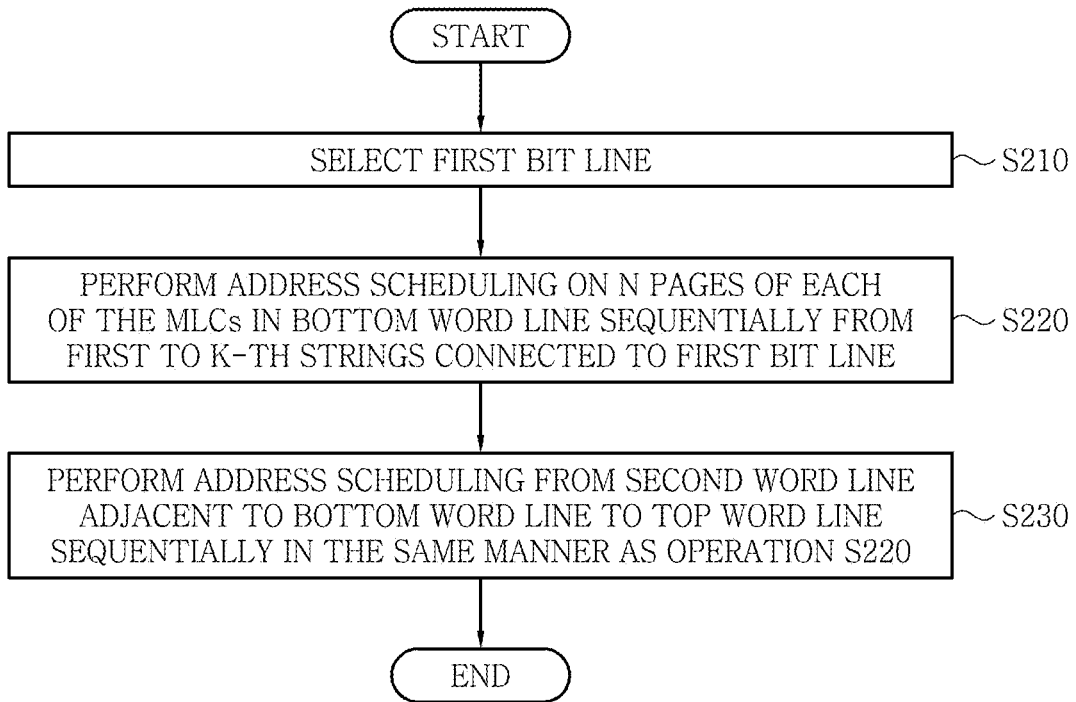 START
SELECT FIRST BIT LINE
S210
PERFORM ADDRESS SCHEDULING ON N PAGES OF EACH
OF THE MLCs IN BOTTOM WORD LINE SEQUENTIALLY FROM
FIRST TO K-TH STRINGS CONNECTED TO FIRST BIT LINE
S220
PERFORM ADDRESS SCHEDULING FROM SECOND WORD LINE
ADJACENT TO BOTTOM WORD LINE TO TOP WORD LINE
SEQUENTIALLY IN THE SAME MANNER AS OPERATION S220
S230
END